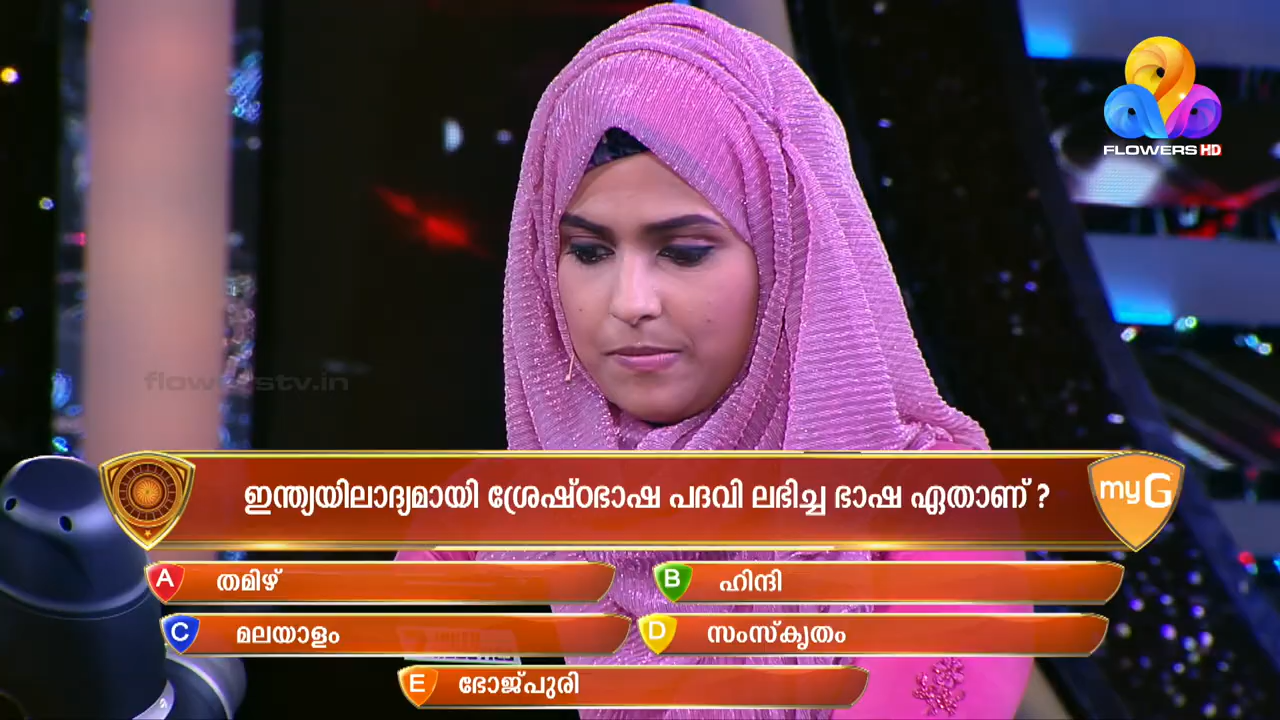 FLOWERS HD
flowerstv.in
ഇന്ത്യയിലാദ്യമായി ശ്രേഷ്ഠഭാഷ പദവി ലഭിച്ച ഭാഷ ഏതാണ് ?
myG
A തമിഴ്
B ഹിന്ദി
C മലയാളം
D സംസ്കൃതം
E ഭോജ്പുരി